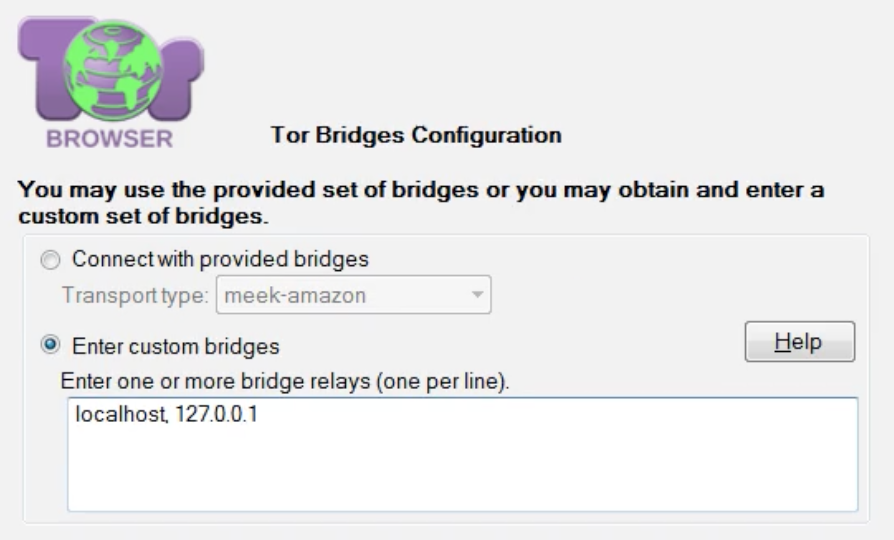 Tor
BROWSER
Tor Bridges Configuration
You may use the provided set of bridges or you may obtain and enter a
custom set of bridges.
Connect with provided bridges
Transport type: meek-amazon
Enter custom bridges
Help
Enter one or more bridge relays (one per line).
localhost, 127.0.0.1